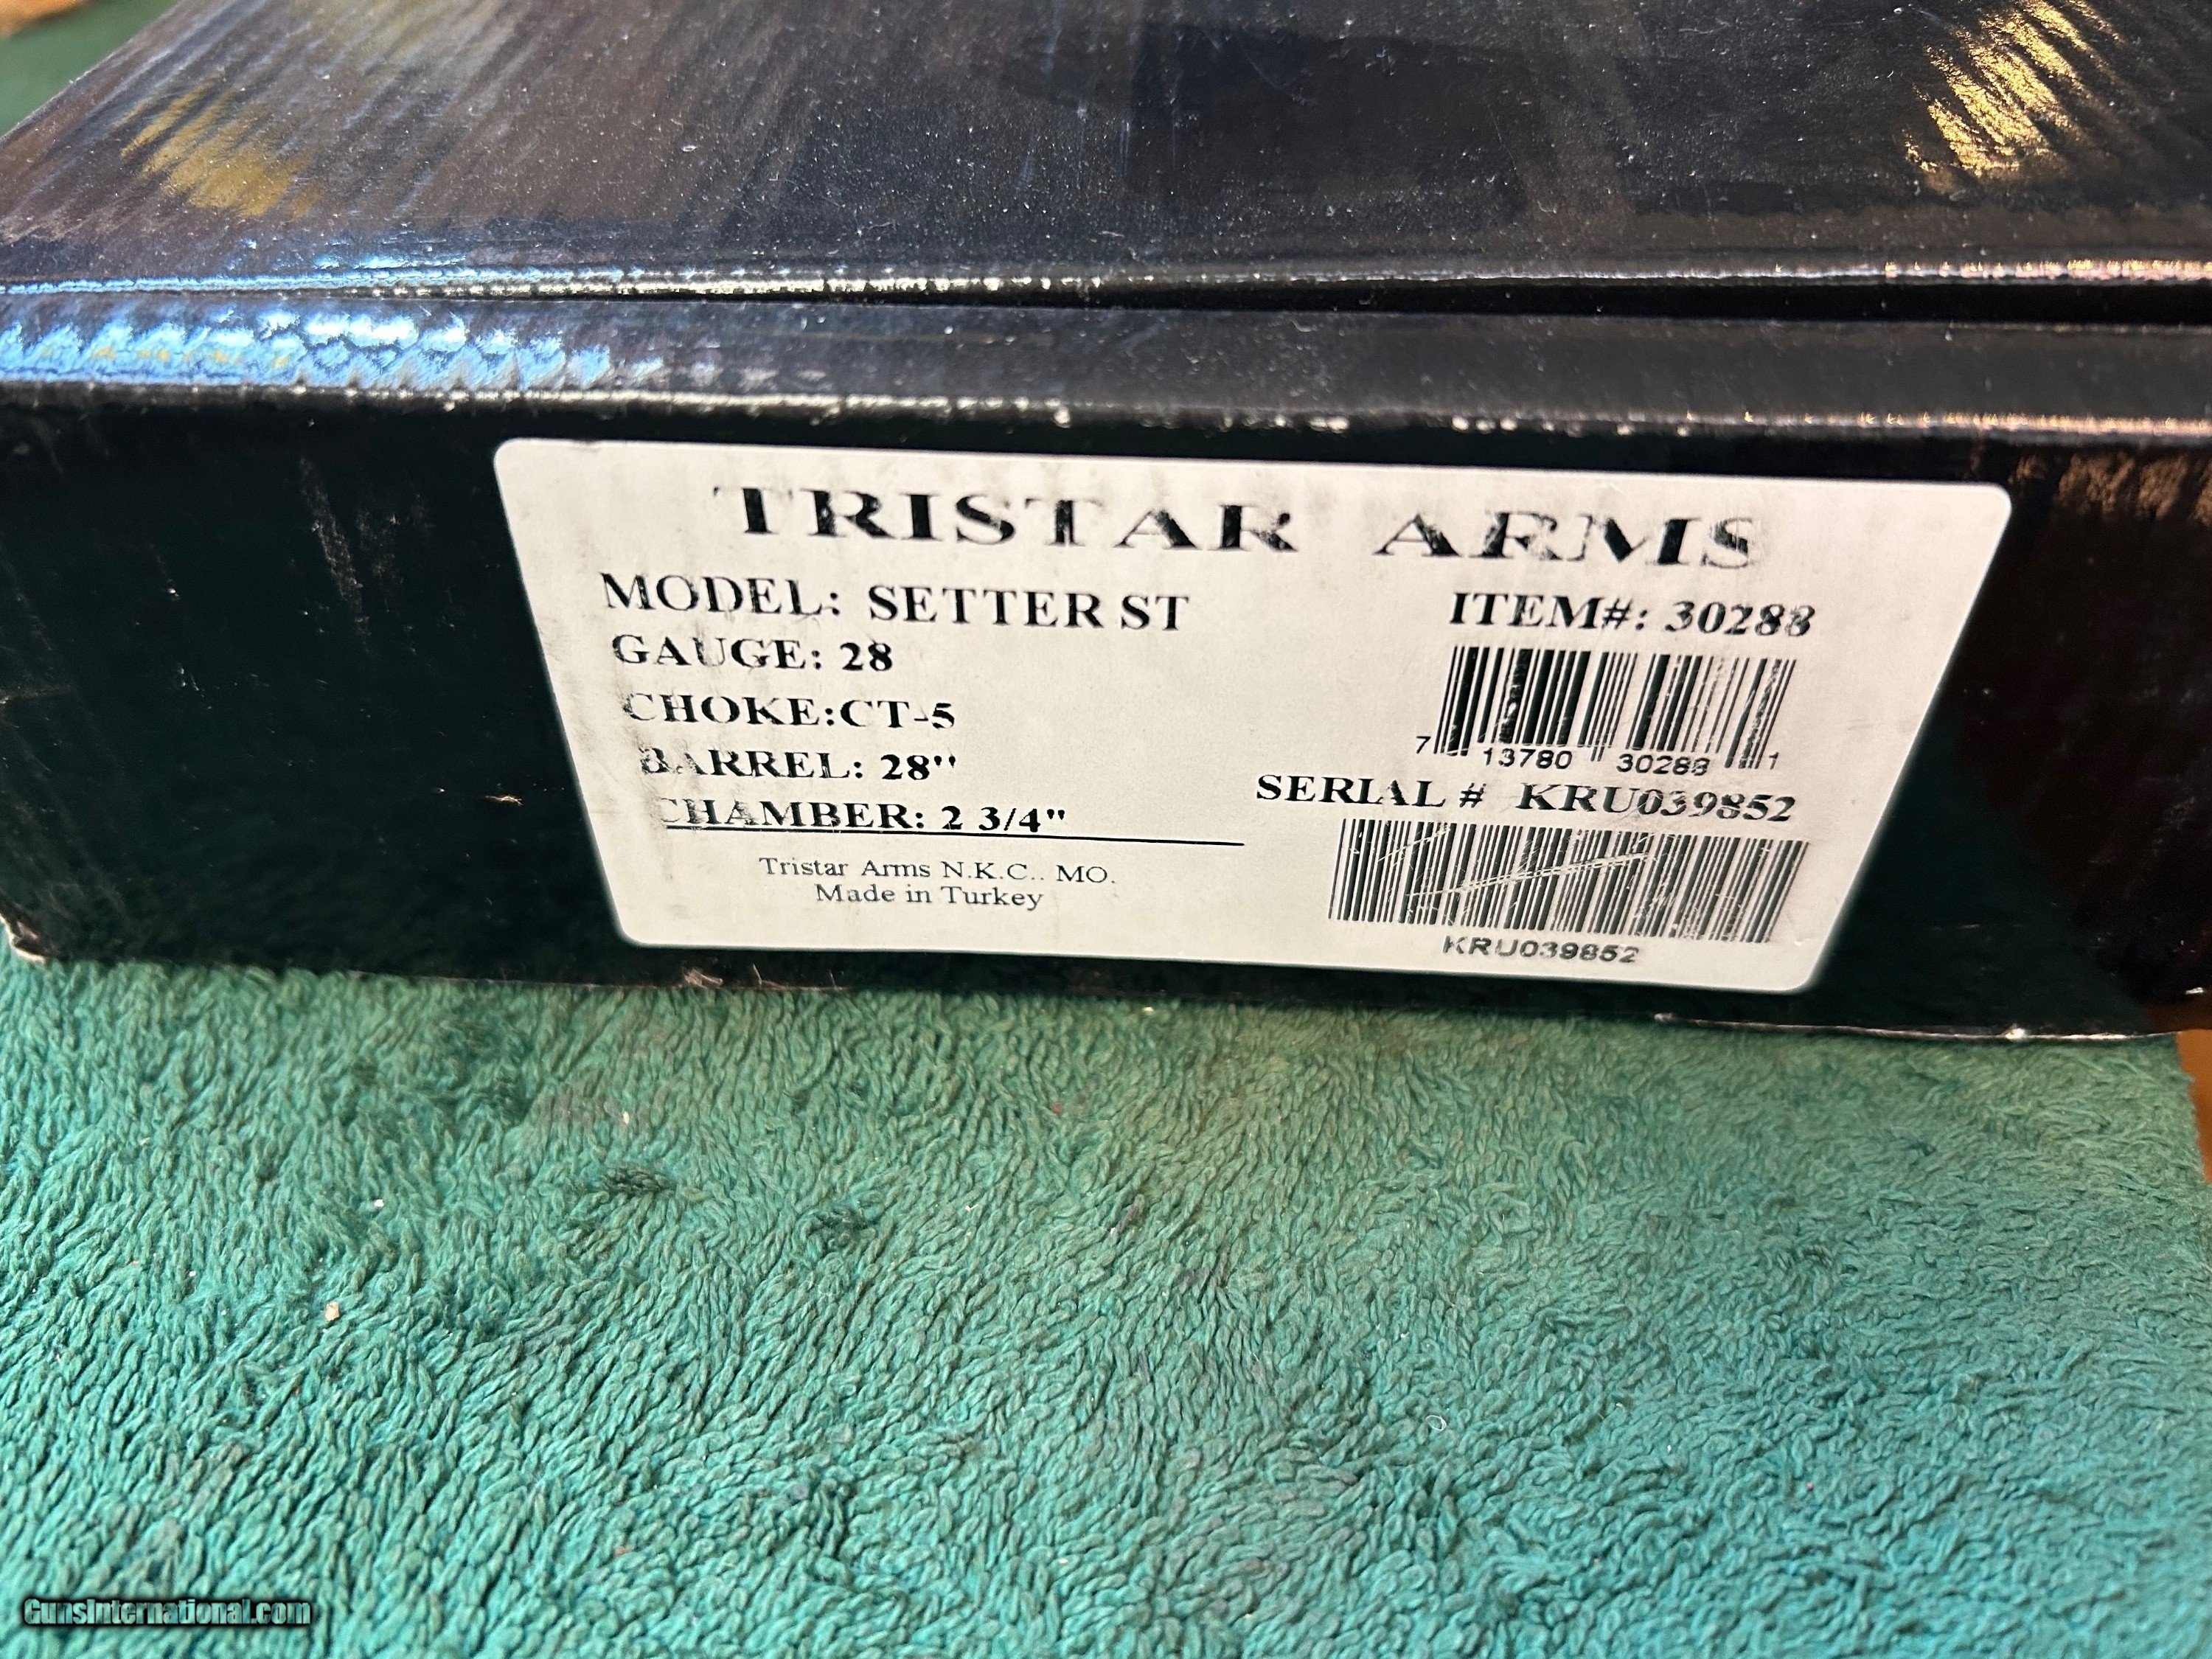 TRISTAR ARMS
MODEL: SETTER ST
ITEM#: 30288
GAUGE: 28
CHOKE:CT-5
BARREL: 28"
CHAMBER: 2 3/4"
7 13780 30288 1
SERIAL # KRU039852
KRU039852
Tristar Arms N.K.C.. MO.
Made in Turkey
GunsInternational.com